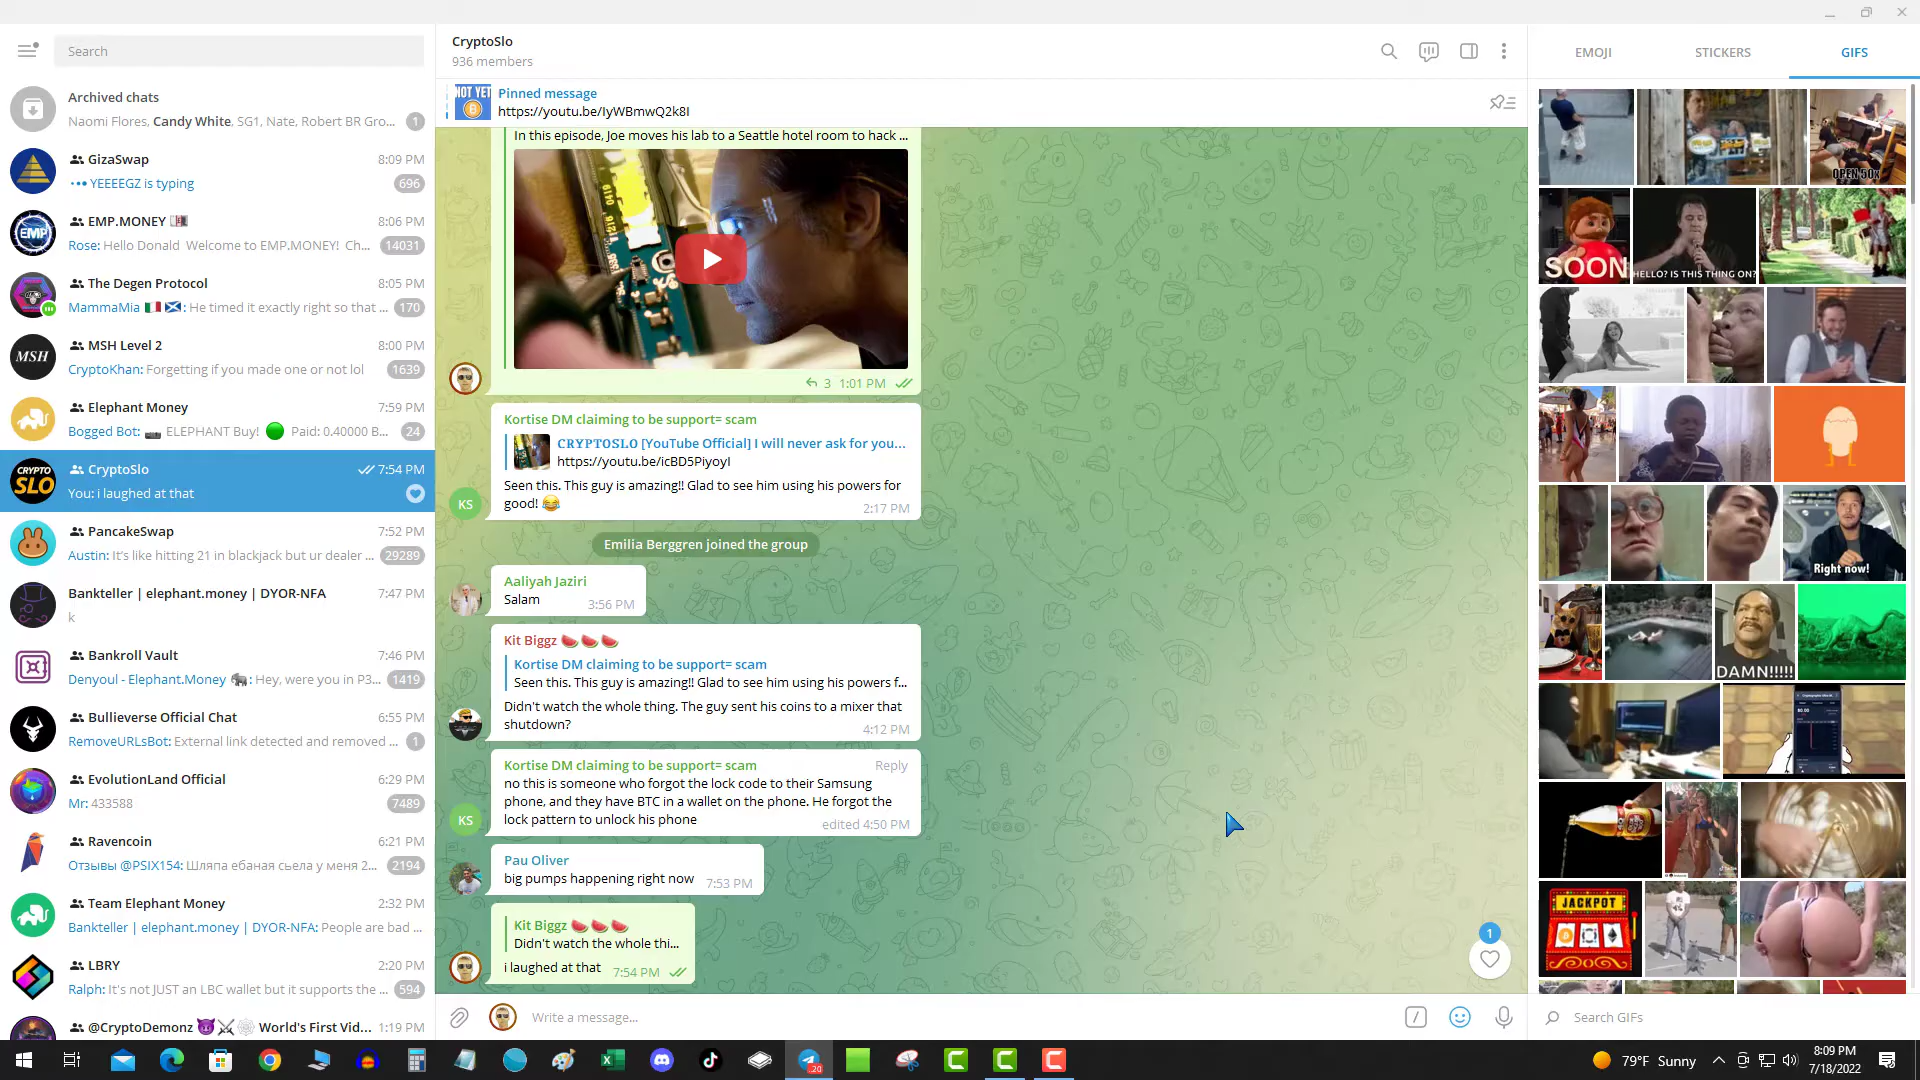 Search
Archived chats
Naomi Flores, Candy White, SG1, Nate, Robert BR Gro... 1
GizaSwap 8:09 PM
YEEEEGZ is typing 696
EMP
EMP.MONEY 8:06 PM
Rose: Hello Donald Welcome to EMP.MONEY! Ch... 14031
The Degen Protocol 8:05 PM
MammaMia 🇮🇹 🏴󠁧󠁢󠁳󠁣󠁴󠁿: He timed it exactly right so that ... 170
MSH
MSH Level 2 8:00 PM
CryptoKhan: Forgetting if you made one or not lol 1639
Elephant Money 7:59 PM
Bogged Bot: ELEPHANT Buy! 🟢 Paid: 0.40000 B... 24
CRYPTO
SLO
CryptoSlo 7:54 PM
You: i laughed at that
PancakeSwap 7:52 PM
Austin: It's like hitting 21 in blackjack but ur dealer ... 29289
Bankteller | elephant.money | DYOR-NFA 7:47 PM
k
Bankroll Vault 7:46 PM
Denyoul - Elephant.Money 🐘: Hey, were you in P3... 1419
Bullieverse Official Chat 6:55 PM
RemoveURLsBot: External link detected and removed ... 1
EvolutionLand Official 6:29 PM
Mr: 433588 7489
Ravencoin 6:21 PM
Отзывы @PSIX154: Шляпа ебаная сьела у меня 2... 2194
Team Elephant Money 2:32 PM
Bankteller | elephant.money | DYOR-NFA: People are bad ...
LBRY 2:20 PM
Ralph: It's not JUST an LBC wallet but it supports the ... 594
@CryptoDemonz 😈⚔🕸 World's First Vid... 1:19 PM
CryptoSlo
936 members
NOT YET
Pinned message
https://youtu.be/IyWBmwQ2k8I
In this episode, Joe moves his lab to a Seattle hotel room to hack ...
3 1:01 PM
Kortise DM claiming to be support= scam
CRYPTOSLO [YouTube Official] I will never ask for you...
https://youtu.be/icBD5PiyoyI
Seen this. This guy is amazing!! Glad to see him using his powers for
good! 😂 2:17 PM
KS
Emilia Berggren joined the group
Aaliyah Jaziri
Salam 3:56 PM
Kit Biggz 🍉🍉🍉
Kortise DM claiming to be support= scam
Seen this. This guy is amazing!! Glad to see him using his powers f...
Didn't watch the whole thing. The guy sent his coins to a mixer that
shutdown? 4:12 PM
Kortise DM claiming to be support= scam Reply
no this is someone who forgot the lock code to their Samsung
phone, and they have BTC in a wallet on the phone. He forgot the
lock pattern to unlock his phone edited 4:50 PM
KS
Pau Oliver
big pumps happening right now 7:53 PM
Kit Biggz 🍉🍉🍉
Didn't watch the whole thi...
i laughed at that 7:54 PM
1
Write a message...
EMOJI STICKERS GIFS
OPEN 50X
SOON
HELLO? IS THIS THING ON?
Right now!
DAMN!!!!!
JACKPOT
Search GIFs
20
79°F Sunny
8:09 PM
7/18/2022